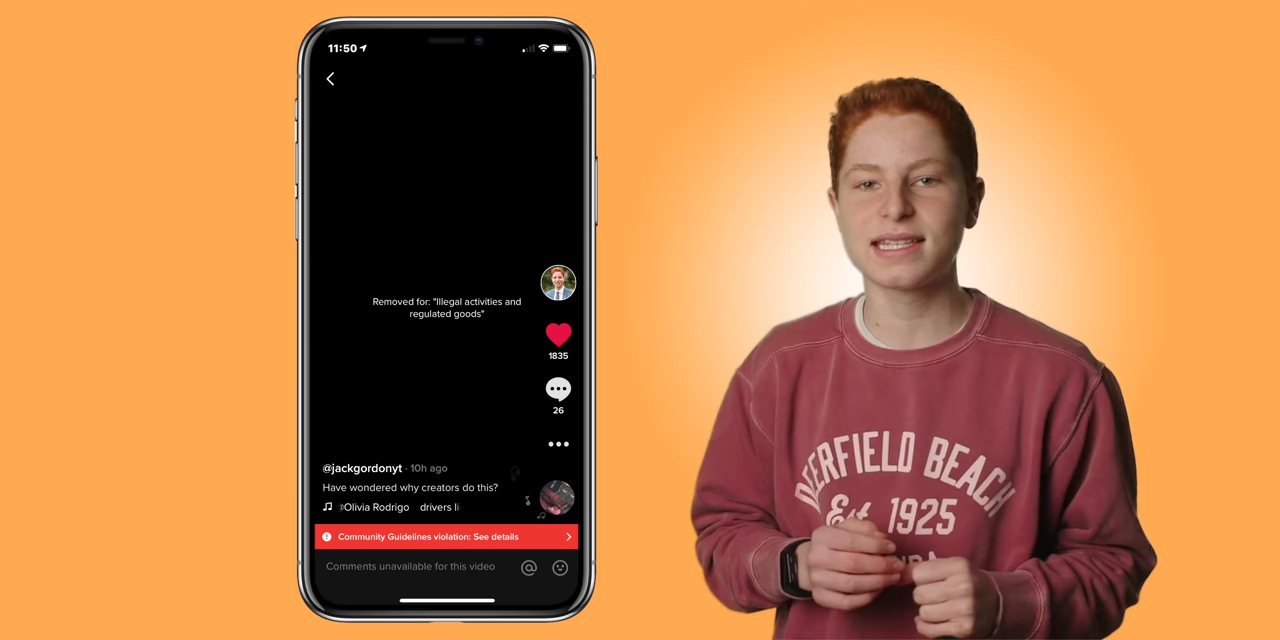 11:50
Removed for: "Illegal activities and
regulated goods"
1835
26
@jackgordonyt · 10h ago
Have wondered why creators do this?
Olivia Rodrigo drivers li
Community Guidelines violation: See details
Comments unavailable for this video
DEERFIELD BEACH
Est. 1925